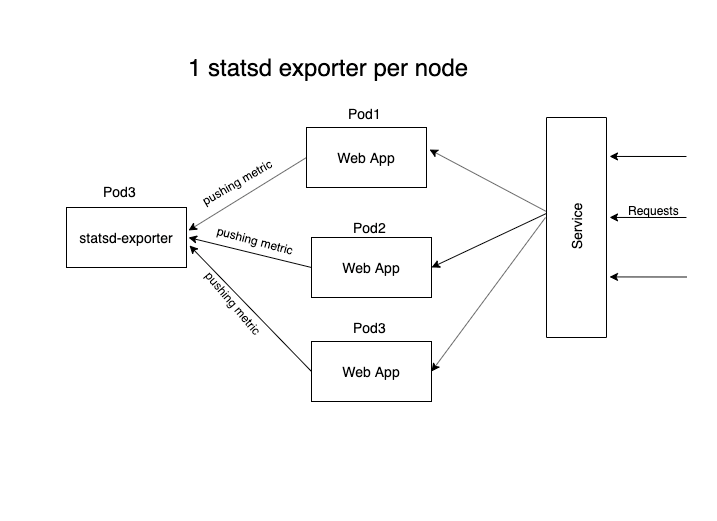 1 statsd exporter per node
Pod1
Web App
pushing metric
Pod3
statsd-exporter
pushing metric
Pod2
Web App
pushing metric
Pod3
Web App
Service
Requests